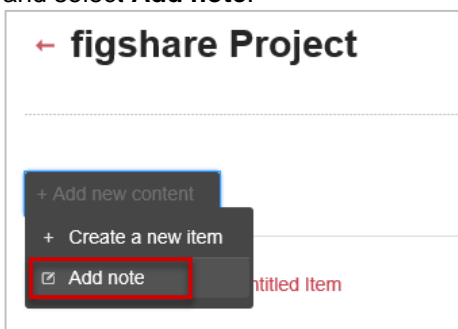 and select Add note.
← figshare Project
+ Add new content
+ Create a new item
Add note
ntitled Item